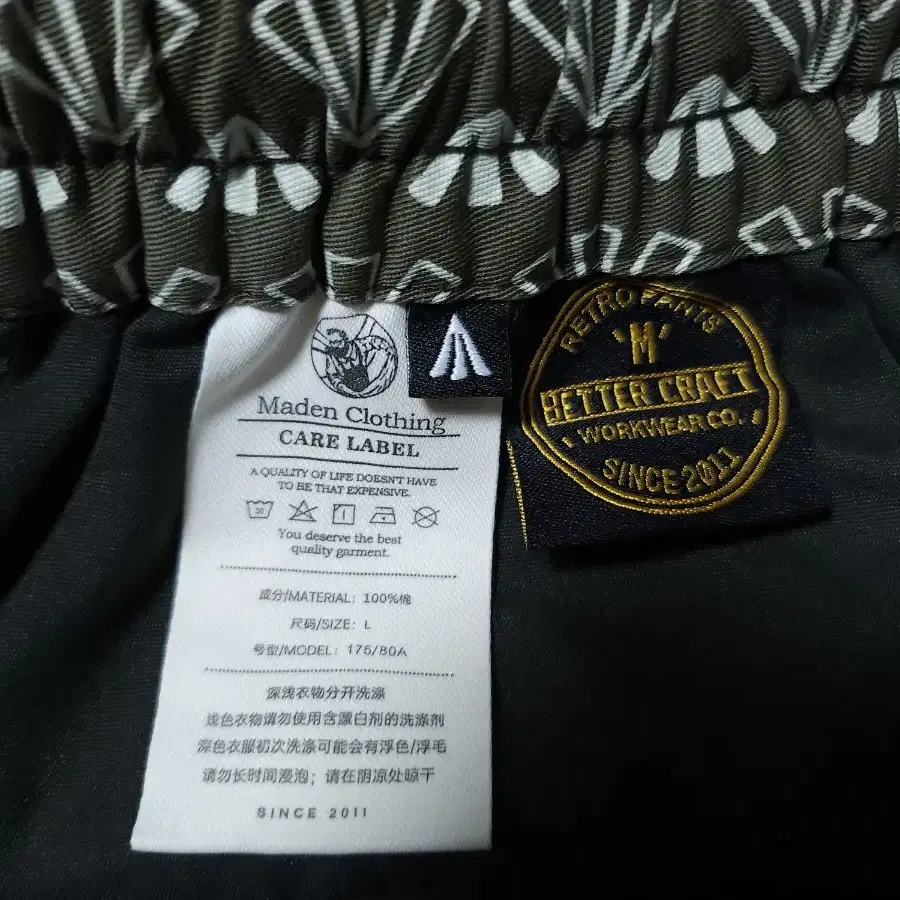 Maden Clothing
CARE LABEL
A QUALITY OF LIFE DOESN'T HAVE
TO BE THAT EXPENSIVE.
30
You deserve the best
quality garment.
成分/MATERIAL: 100%棉
尺码/SIZE: L
号型/MODEL: 175/80A
深浅衣物分开洗涤
浅色衣物请勿使用含漂白剂的洗涤剂
深色衣服初次洗涤可能会有浮色/浮毛
请勿长时间浸泡; 请在阴凉处晾干
SINCE 2011
RETRO PANTS
'M'
BETTER CRAFT
WORKWEAR CO.
SINCE 2011